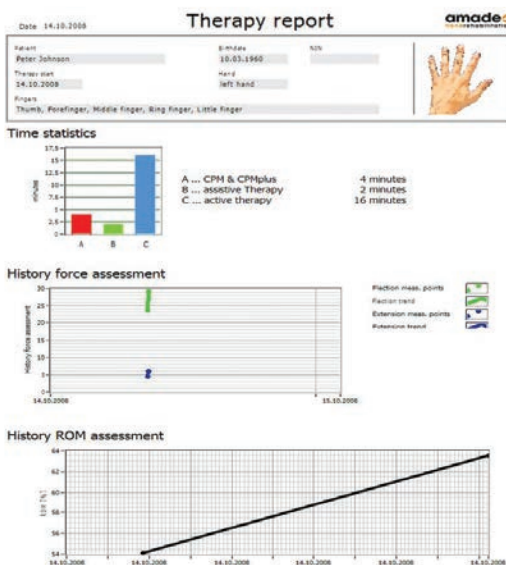 Date 14.10.2008
Therapy report
amadeo
Patient
Birthdate
Peter Johnson
10.03.1960
Therapy start
Hand
14.10.2008
left hand
Fingers
Thumb, Forefinger, Middle finger, Ring finger, Little finger
Time statistics
17.5
15
12.5
10
7.5
5
2.5
0
minutes
A B C
A ... CPM & CPMplus 4 minutes
B ... assistive Therapy 2 minutes
C ... active therapy 16 minutes
History force assessment
30
25
20
15
10
5
0
History force assessment
14.10.2008 15.10.2008
Flaction meas. points
Flaction trend
Extension meas. points
Extension trend
History ROM assessment
64
62
60
58
56
54
14.10.2008 14.10.2008 14.10.2008 14.10.2008 14.10.2008 14.10.2008